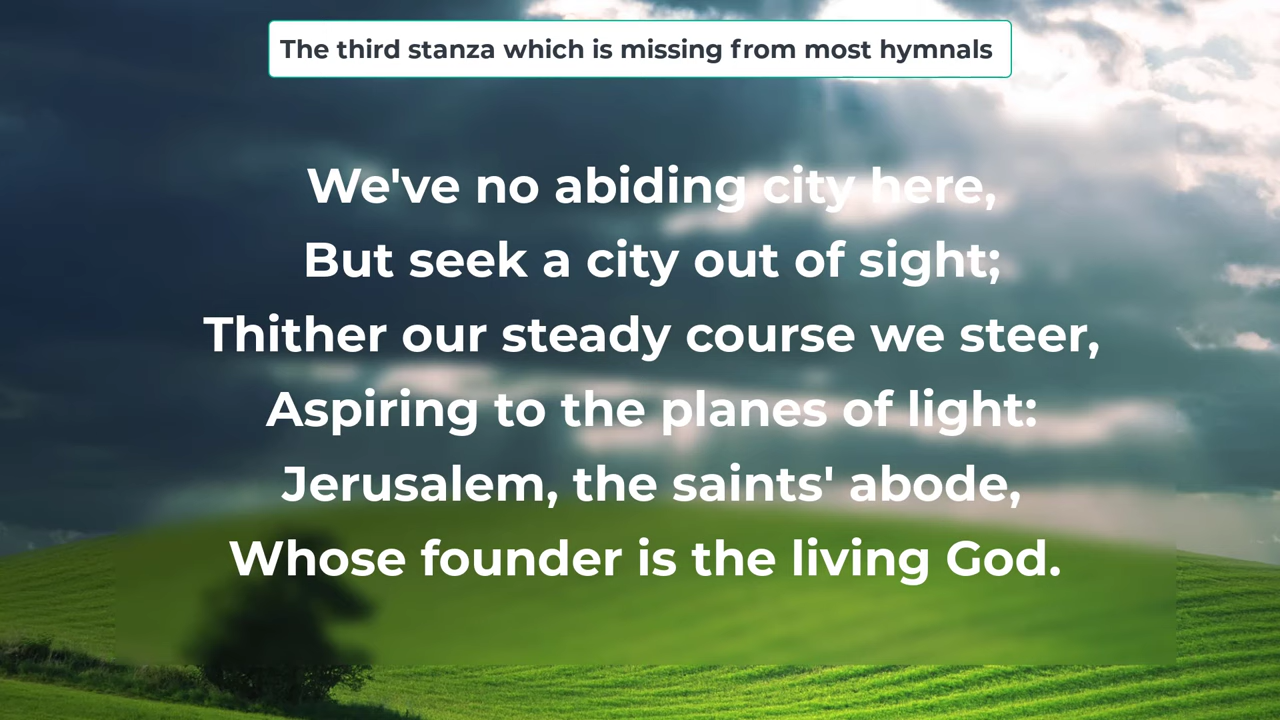 The third stanza which is missing from most hymnals
We've no abiding city here,
But seek a city out of sight;
Thither our steady course we steer,
Aspiring to the planes of light:
Jerusalem, the saints' abode,
Whose founder is the living God.